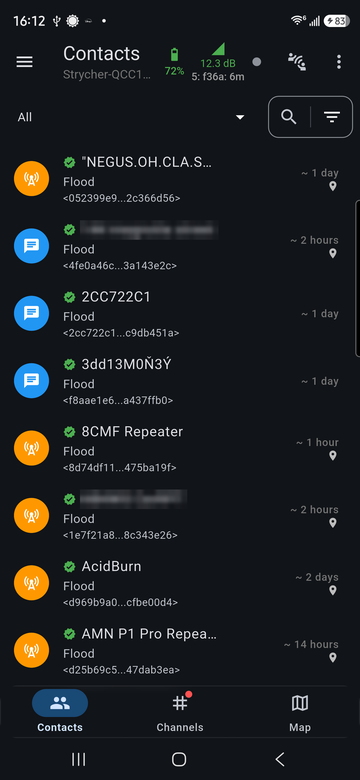 16:12
83
Contacts
Strycher-QCC1...
72%
12.3 dB
5: f36a: 6m
All
"NEGUS.OH.CLA.S...
~ 1 day
Flood
<052399e9...2c366d56>
~ 2 hours
Flood
<4fe0a46c...3a143e2c>
2CC722C1
~ 1 day
Flood
<2cc722c1...c9db451a>
3dd13M0Ň3Ý
~ 1 day
Flood
<f8aae1e6...a437ffb0>
8CMF Repeater
~ 1 hour
Flood
<8d74df11...475ba19f>
~ 2 hours
Flood
<1e7f21a8...8c343e26>
AcidBurn
~ 2 days
Flood
<d969b9a0...cfbe00d4>
AMN P1 Pro Repea...
~ 14 hours
Flood
<d25b69c5...47dab3ea>
Contacts
Channels
Map